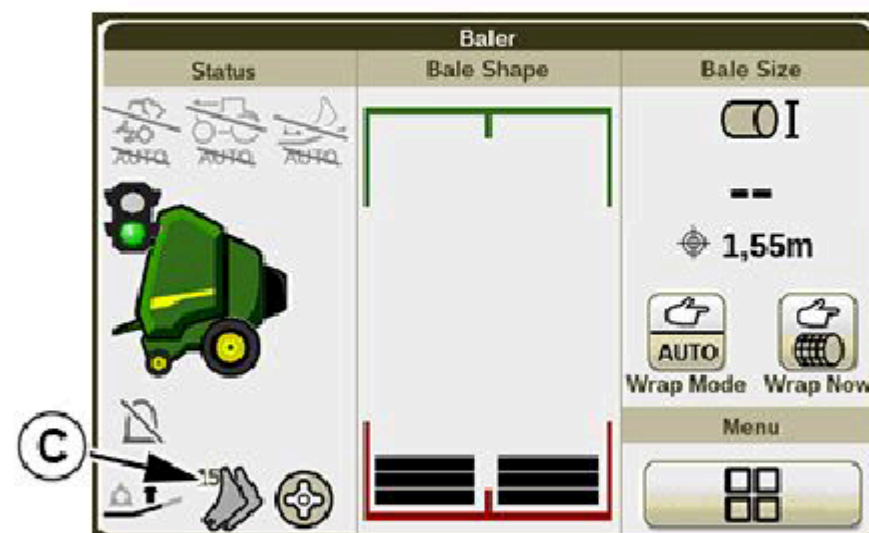 Baler
Status
Bale Shape
Bale Size
AUTO AUTO AUTO
--
1,55m
AUTO
Wrap Mode
Wrap Now
Menu
C
15